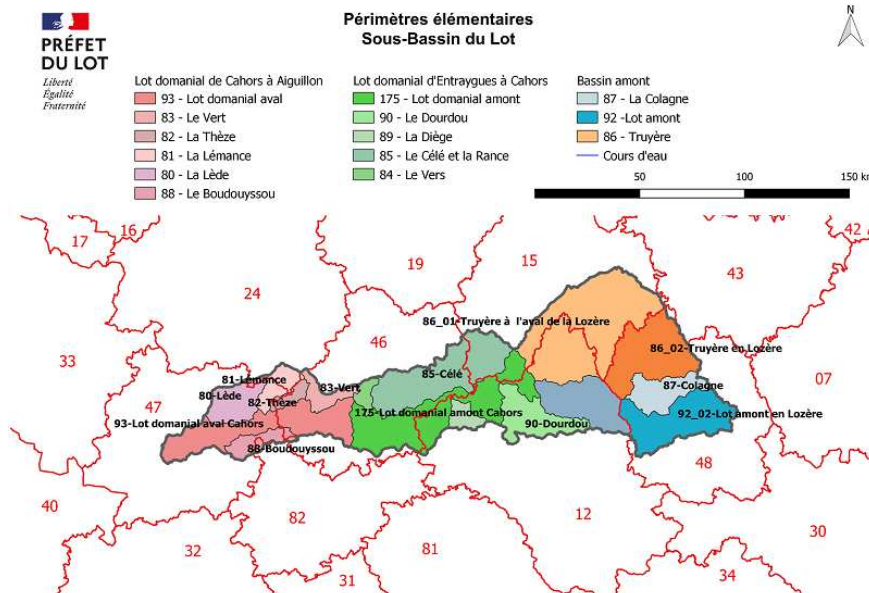 PRÉFET
DU LOT
Liberté
Égalité
Fraternité
Périmètres élémentaires
Sous-Bassin du Lot
N
Lot domanial de Cahors à Aiguillon
93 - Lot domanial aval
83 - Le Vert
82 - La Thèze
81 - La Lémance
80 - La Lède
88 - Le Boudouyssou
Lot domanial d'Entraygues à Cahors
175 - Lot domanial amont
90 - Le Dourdou
89 - La Diège
85 - Le Célé et la Rance
84 - Le Vers
Bassin amont
87 - La Colagne
92 -Lot amont
86 - Truyère
Cours d'eau
50
100
150 km
17
16
19
15
42
43
24
46
33
47
07
86_01-Truyère à l'aval de la Lozère
86_02-Truyère en Lozère
81-Lémance
83-Vert
85-Célé
87-Colagne
80-Lède
82-Thèze
93-Lot domanial aval Cahors
175-Lot domanial amont Cahors
92_02-Lot amont en Lozère
90-Dourdou
88-Boudouyssou
48
40
82
12
32
81
30
31
34